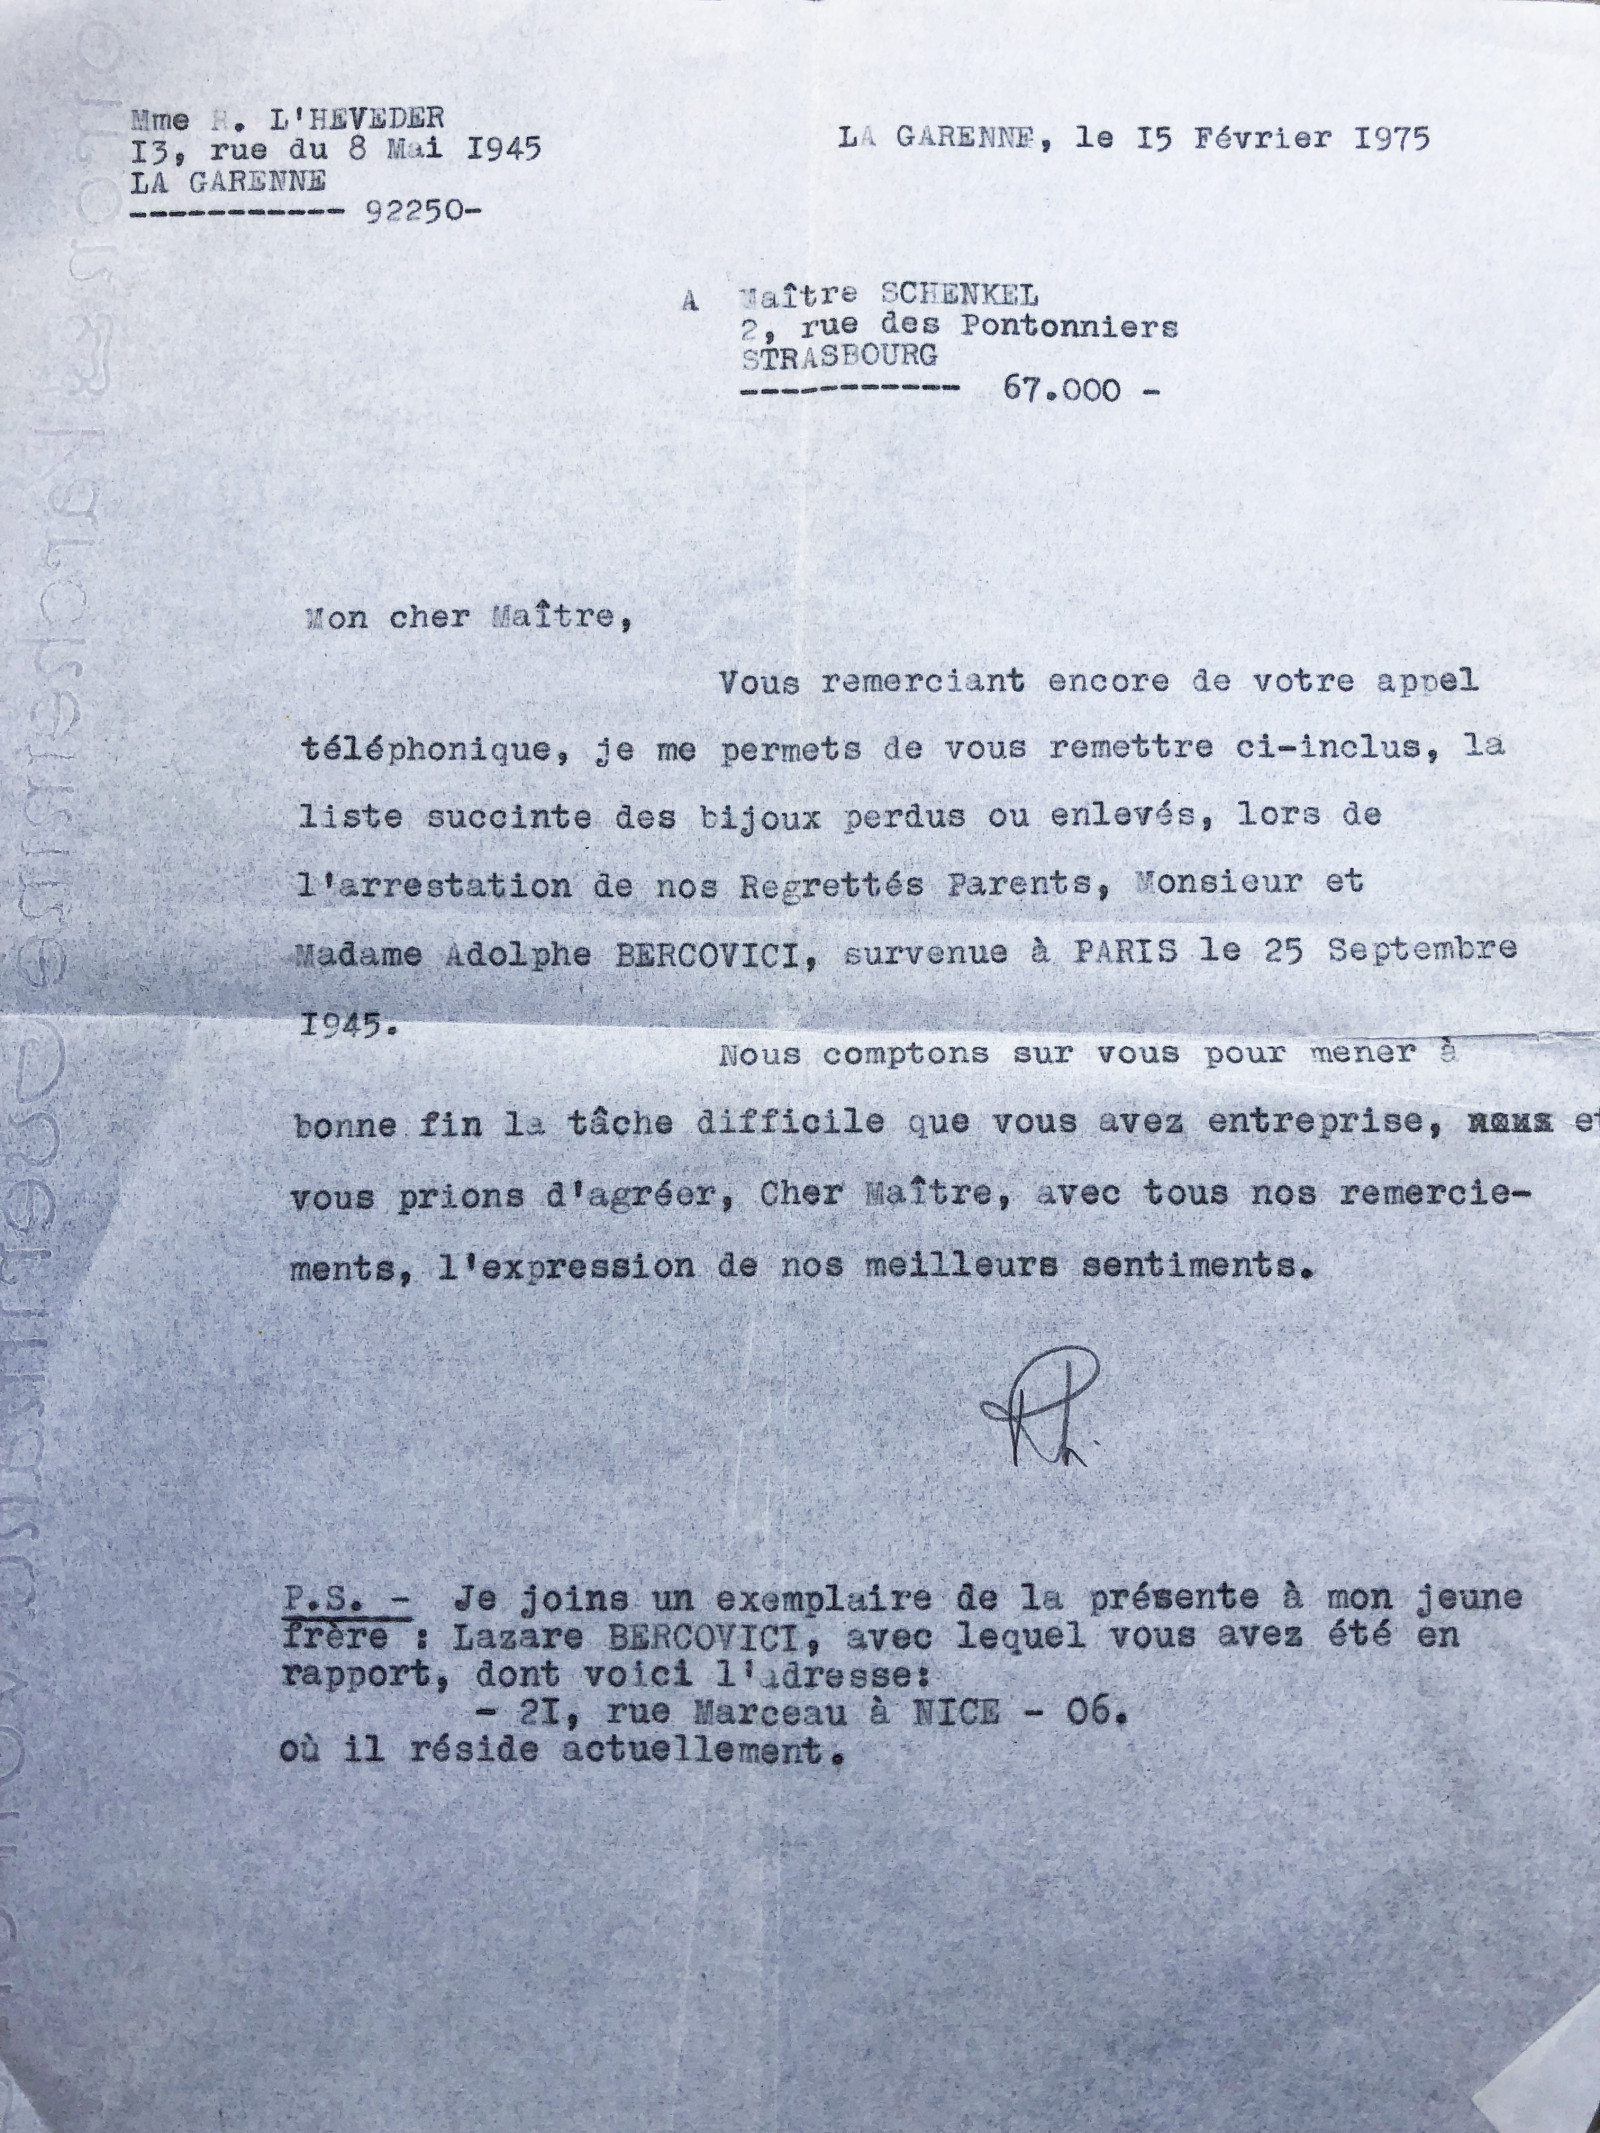 Mme R. L'HEVEDER
I3, rue du 8 Mai I945
LA GARENNE
----------- 92250-
LA GARENNE, le I5 Février I975
A Maître SCHENKEL
2, rue des Pontonniers
STRASBOURG
----------- 67.000 -
Mon cher Maître,
Vous remerciant encore de votre appel
téléphonique, je me permets de vous remettre ci-inclus, la
liste succinte des bijoux perdus ou enlevés, lors de
l'arrestation de nos Regrettés Parents, Monsieur et
Madame Adolphe BERCOVICI, survenue à PARIS le 25 Septembre
I945.
Nous comptons sur vous pour mener à
bonne fin la tâche difficile que vous avez entreprise, et
vous prions d'agréer, Cher Maître, avec tous nos remercie-
ments, l'expression de nos meilleurs sentiments.
P.S. - Je joins un exemplaire de la présente à mon jeune
frère : Lazare BERCOVICI, avec lequel vous avez été en
rapport, dont voici l'adresse:
- 2I, rue Marceau à NICE - 06.
où il réside actuellement.